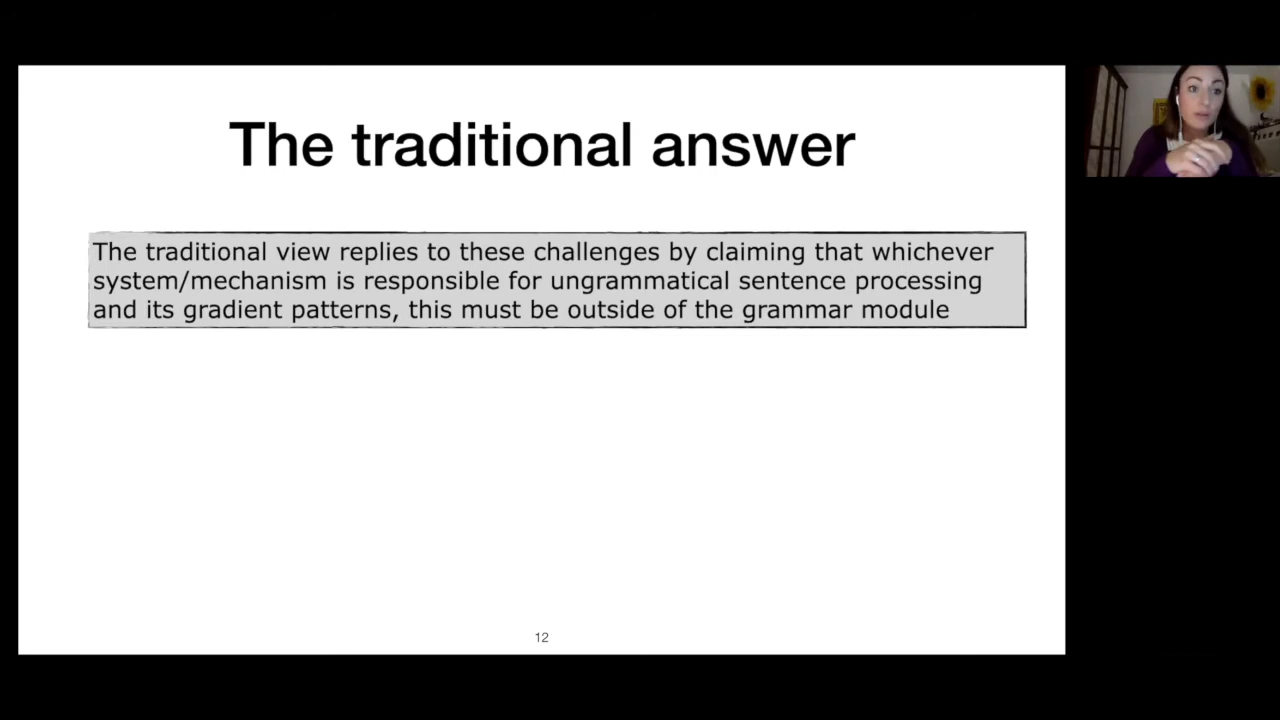 The traditional answer
The traditional view replies to these challenges by claiming that whichever
system/mechanism is responsible for ungrammatical sentence processing
and its gradient patterns, this must be outside of the grammar module
12